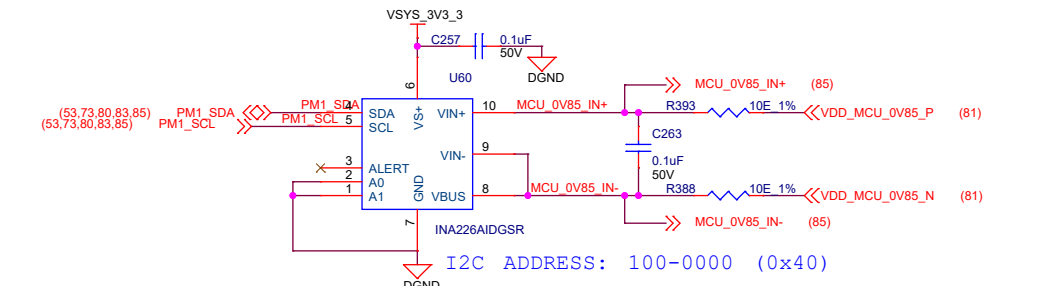 VSYS_3V3_3
C257
0.1uF
50V
DGND
U60
6
VS+
(53,73,80,83,85) PM1_SDA PM1_SDA 4 SDA
(53,73,80,83,85) PM1_SCL PM1_SCL 5 SCL
3 ALERT
2 A0
1 A1
GND
7
VIN+ 10 MCU_0V85_IN+
VIN- 9
VBUS 8 MCU_0V85_IN-
INA226AIDGSR
MCU_0V85_IN+ (85)
R393 10E_1% VDD_MCU_0V85_P (81)
C263
0.1uF
50V
R388 10E_1% VDD_MCU_0V85_N (81)
MCU_0V85_IN- (85)
I2C ADDRESS: 100-0000 (0x40)
DGND